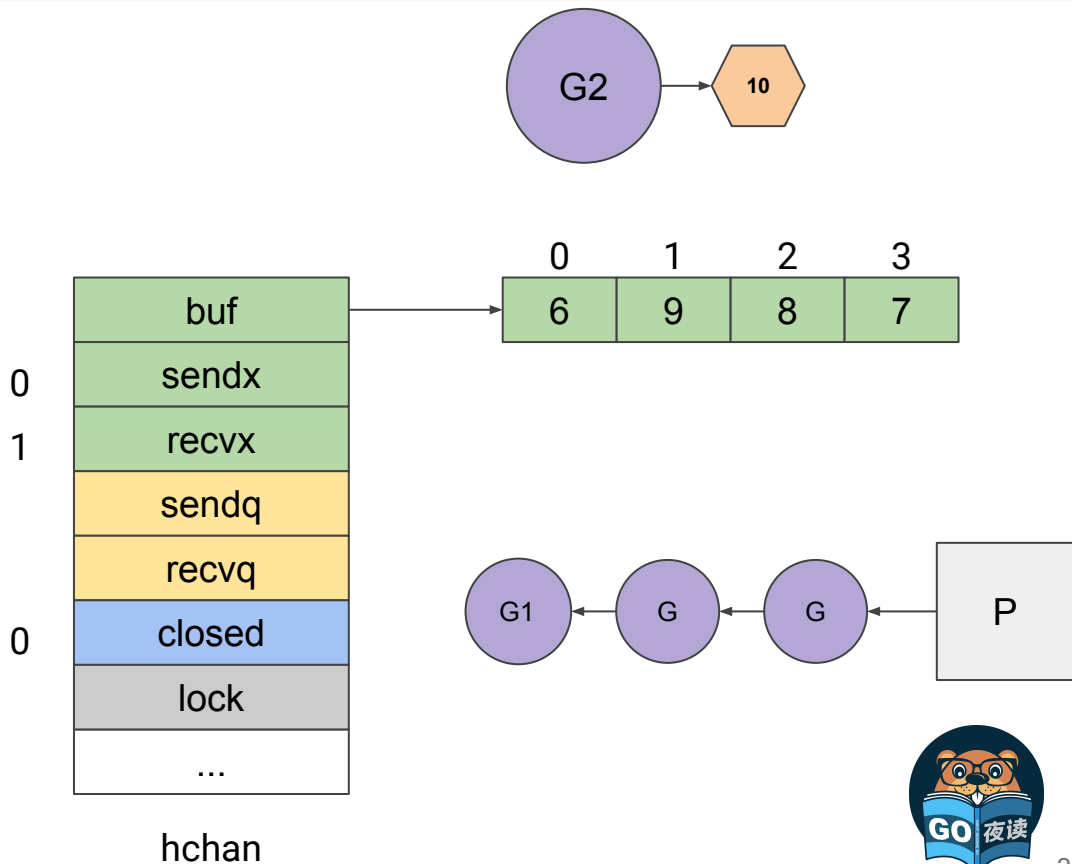 G2
10
0 1 2 3
buf
6 9 8 7
0
sendx
1
recvx
sendq
recvq
0
closed
lock
...
hchan
G1
G
G
P
GO 夜读